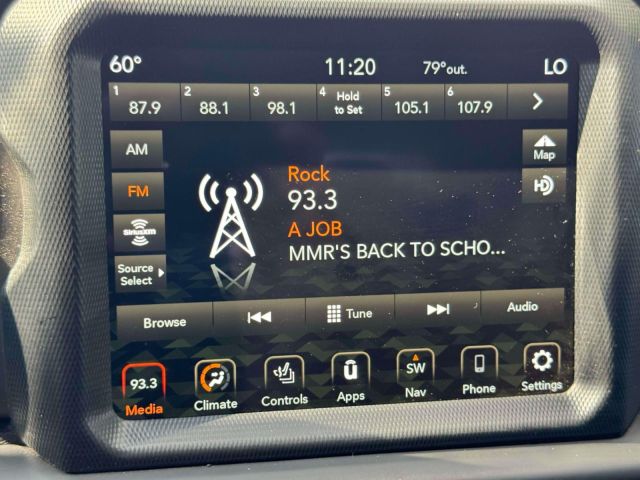 60° 11:20 79°out. LO
1 87.9 2 88.1 3 98.1 4 Hold to Set 5 105.1 6 107.9
AM
Map
FM
HD
Rock
93.3
SiriusXM
A JOB
MMR'S BACK TO SCHO...
Source
Select
Browse Tune Audio
93.3 SW
Media Climate Controls Apps Nav Phone Settings